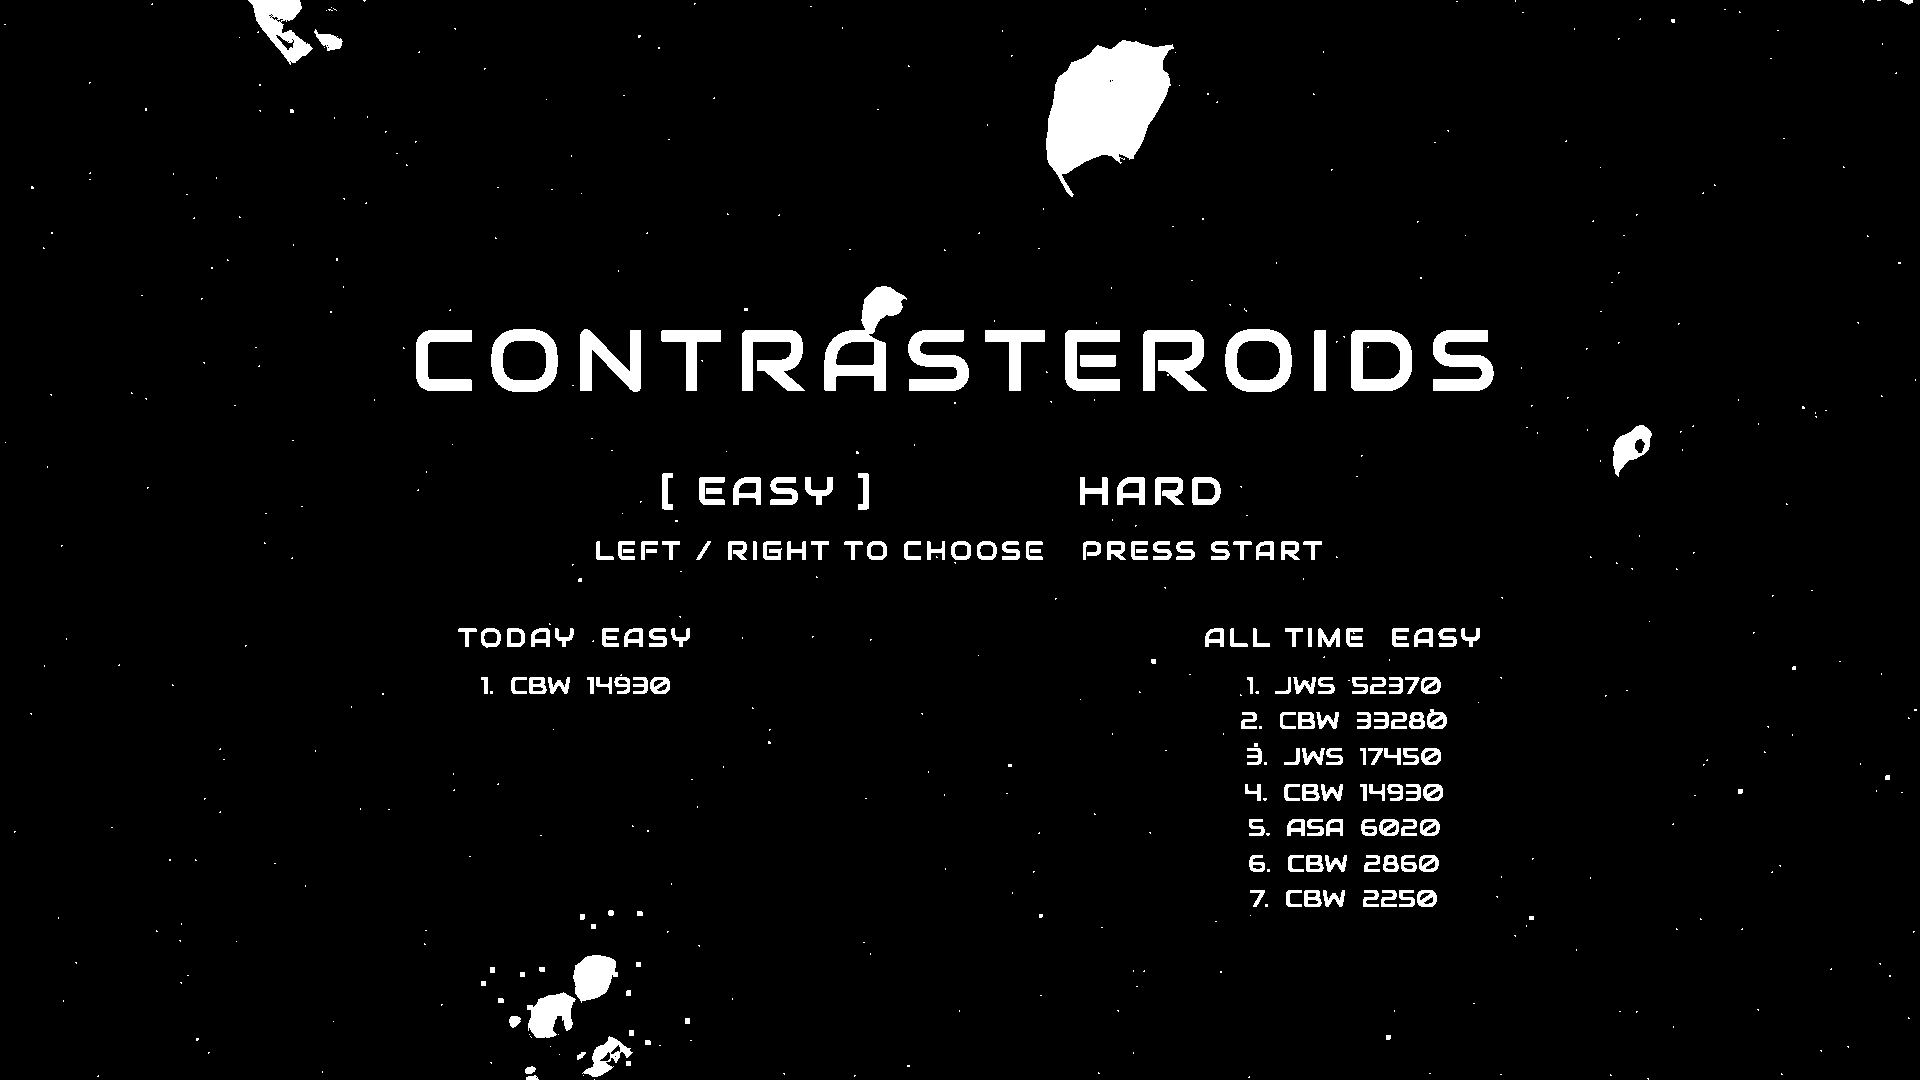 CONTRASTEROIDS
[ EASY ] HARD
LEFT / RIGHT TO CHOOSE PRESS START
TODAY EASY
1. CBW 14930
ALL TIME EASY
1. JWS 52370
2. CBW 33280
3. JWS 17450
4. CBW 14930
5. ASA 6020
6. CBW 2860
7. CBW 2250